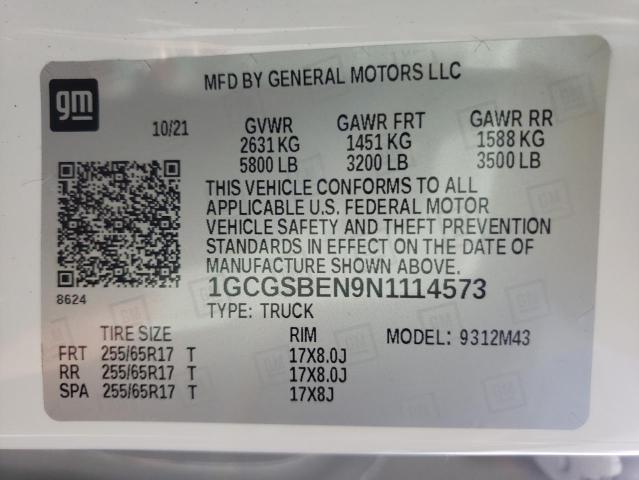 MFD BY GENERAL MOTORS LLC
gm
10/21 GVWR GAWR FRT GAWR RR
2631 KG 1451 KG 1588 KG
5800 LB 3200 LB 3500 LB
THIS VEHICLE CONFORMS TO ALL
APPLICABLE U.S. FEDERAL MOTOR
VEHICLE SAFETY AND THEFT PREVENTION
STANDARDS IN EFFECT ON THE DATE OF
MANUFACTURE SHOWN ABOVE.
8624 1GCGSBEN9N1114573
TYPE: TRUCK
TIRE SIZE RIM MODEL: 9312M43
FRT 255/65R17 T 17X8.0J
RR 255/65R17 T 17X8.0J
SPA 255/65R17 T 17X8J